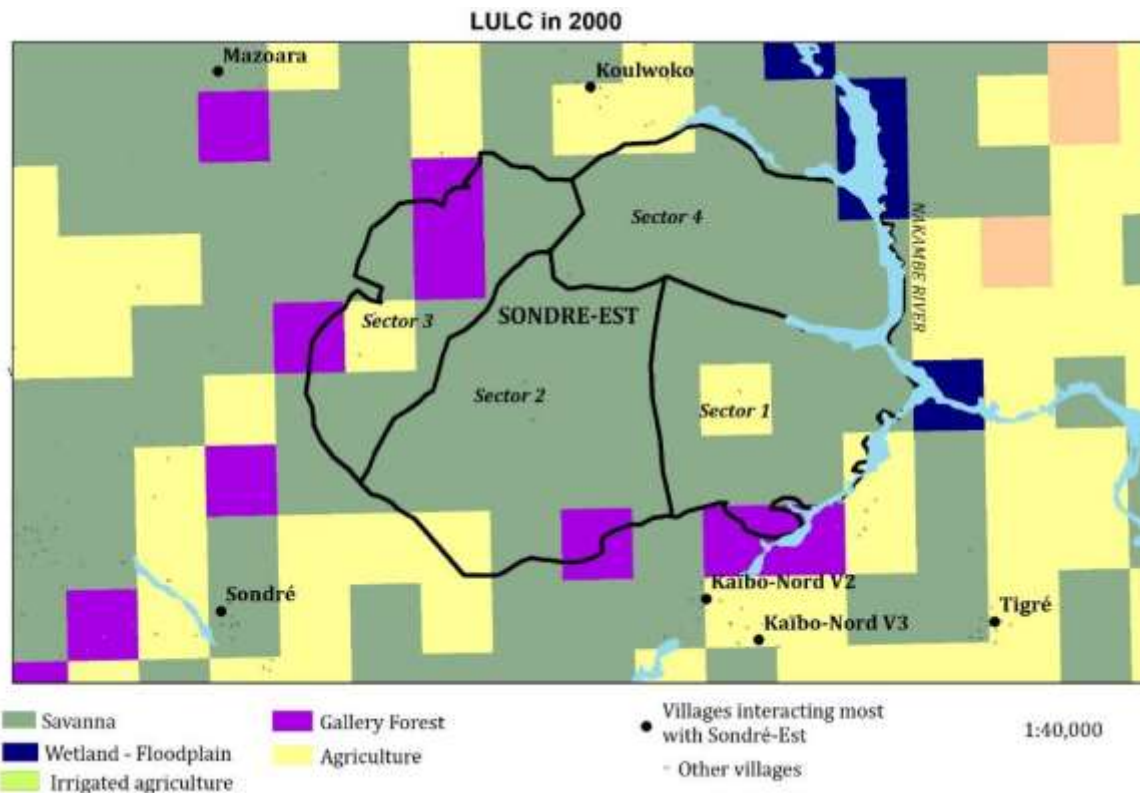 LULC in 2000
Mazoara
Koulwoko
Sector 4
NAKAMBE RIVER
Sector 3
SONDRE-EST
Sector 2
Sector 1
Sondré
Kaïbo-Nord V2
Kaïbo-Nord V3
Tigré
Savanna
Wetland - Floodplain
Irrigated agriculture
Gallery Forest
Agriculture
Villages interacting most
with Sondré-Est
Other villages
1:40,000